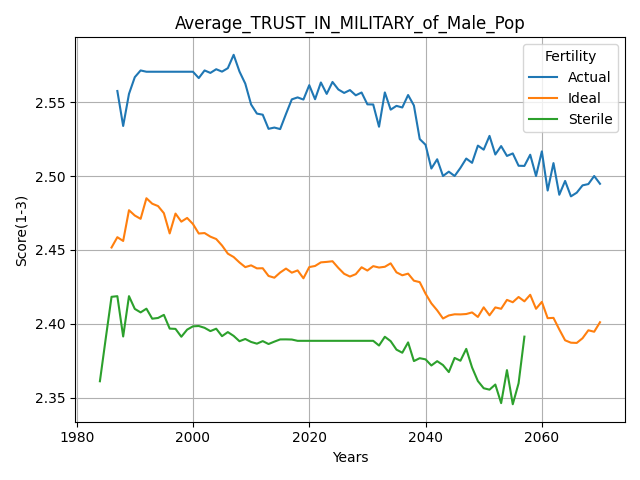 Average_TRUST_IN_MILITARY_of_Male_Pop
Fertility
Actual
Ideal
Sterile
Score(1-3)
2.55
2.50
2.45
2.40
2.35
1980
2000
2020
2040
2060
Years